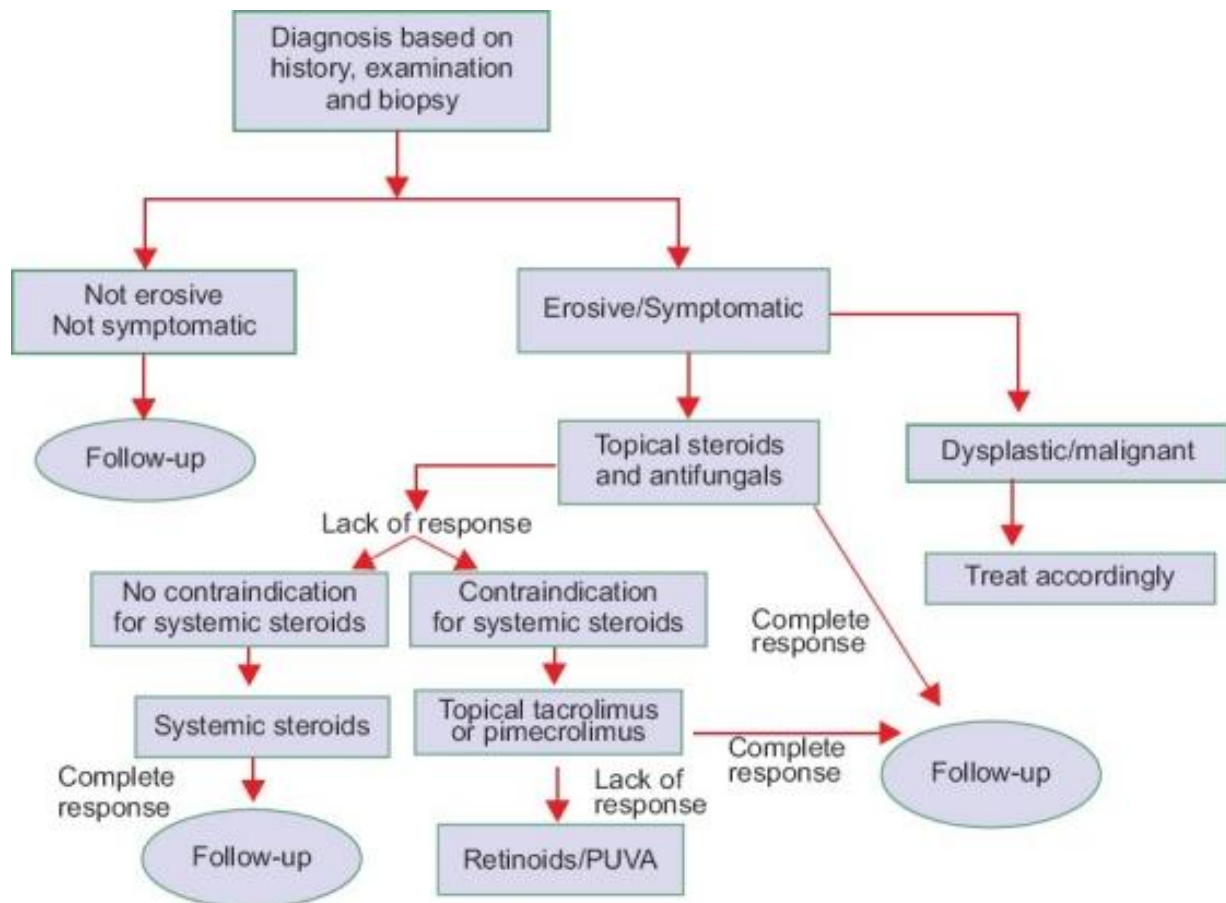 Diagnosis based on
history, examination
and biopsy
Not erosive
Not symptomatic
Erosive/Symptomatic
Follow-up
Topical steroids
and antifungals
Dysplastic/malignant
Lack of response
Treat accordingly
No contraindication
for systemic steroids
Contraindication
for systemic steroids
Complete
response
Systemic steroids
Topical tacrolimus
or pimecrolimus
Complete
response
Follow-up
Complete
response
Lack of
response
Follow-up
Retinoids/PUVA